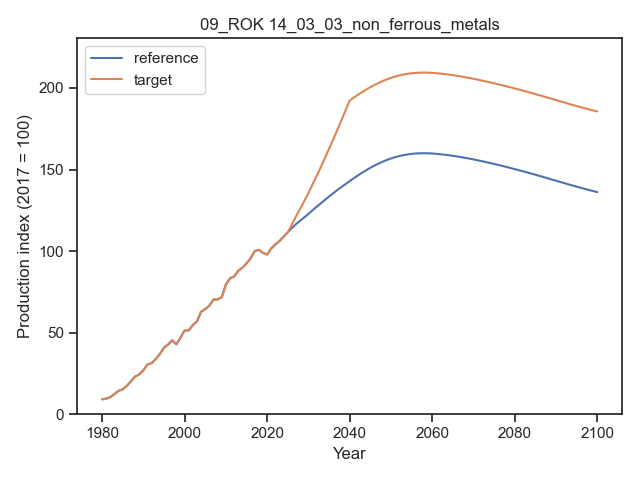 09_ROK 14_03_03_non_ferrous_metals
reference
target
Production index (2017 = 100)
200
150
100
50
0
1980 2000 2020 2040 2060 2080 2100
Year